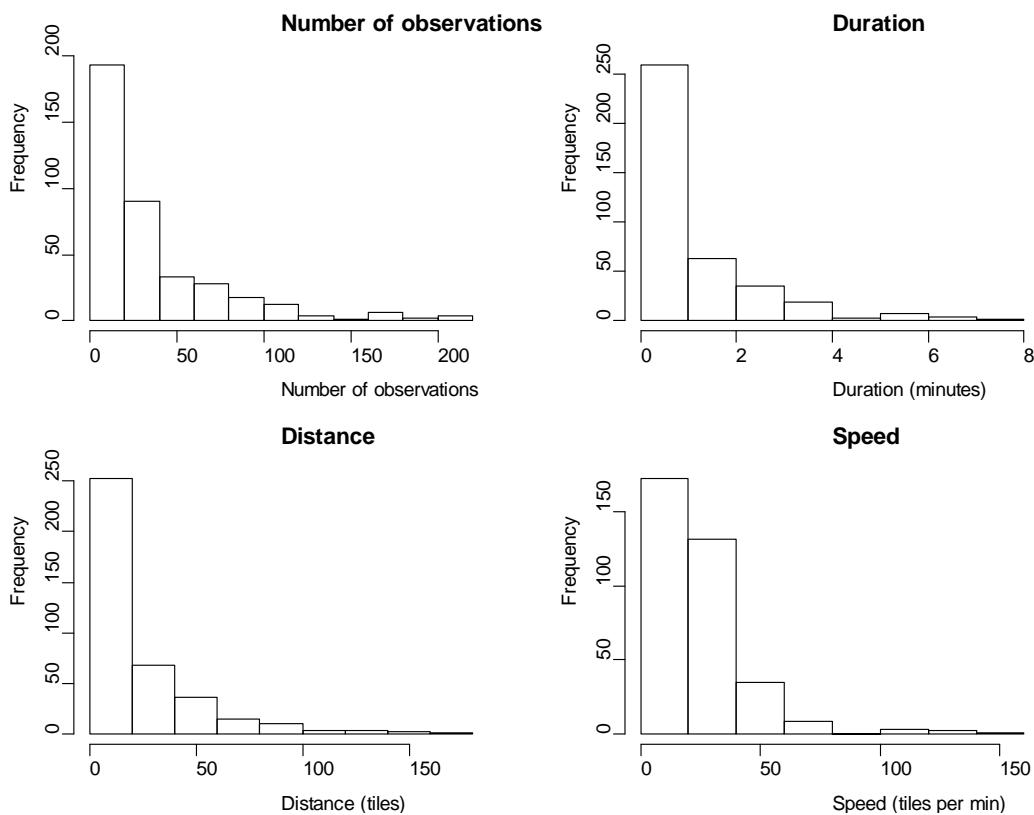 Number of observations
Frequency
0 50 100 150 200
0 50 100 150 200
Number of observations
Duration
Frequency
0 50 100 150 200 250
0 2 4 6 8
Duration (minutes)
Distance
Frequency
0 50 100 150 200 250
0 50 100 150
Distance (tiles)
Speed
Frequency
0 50 100 150
0 50 100 150
Speed (tiles per min)